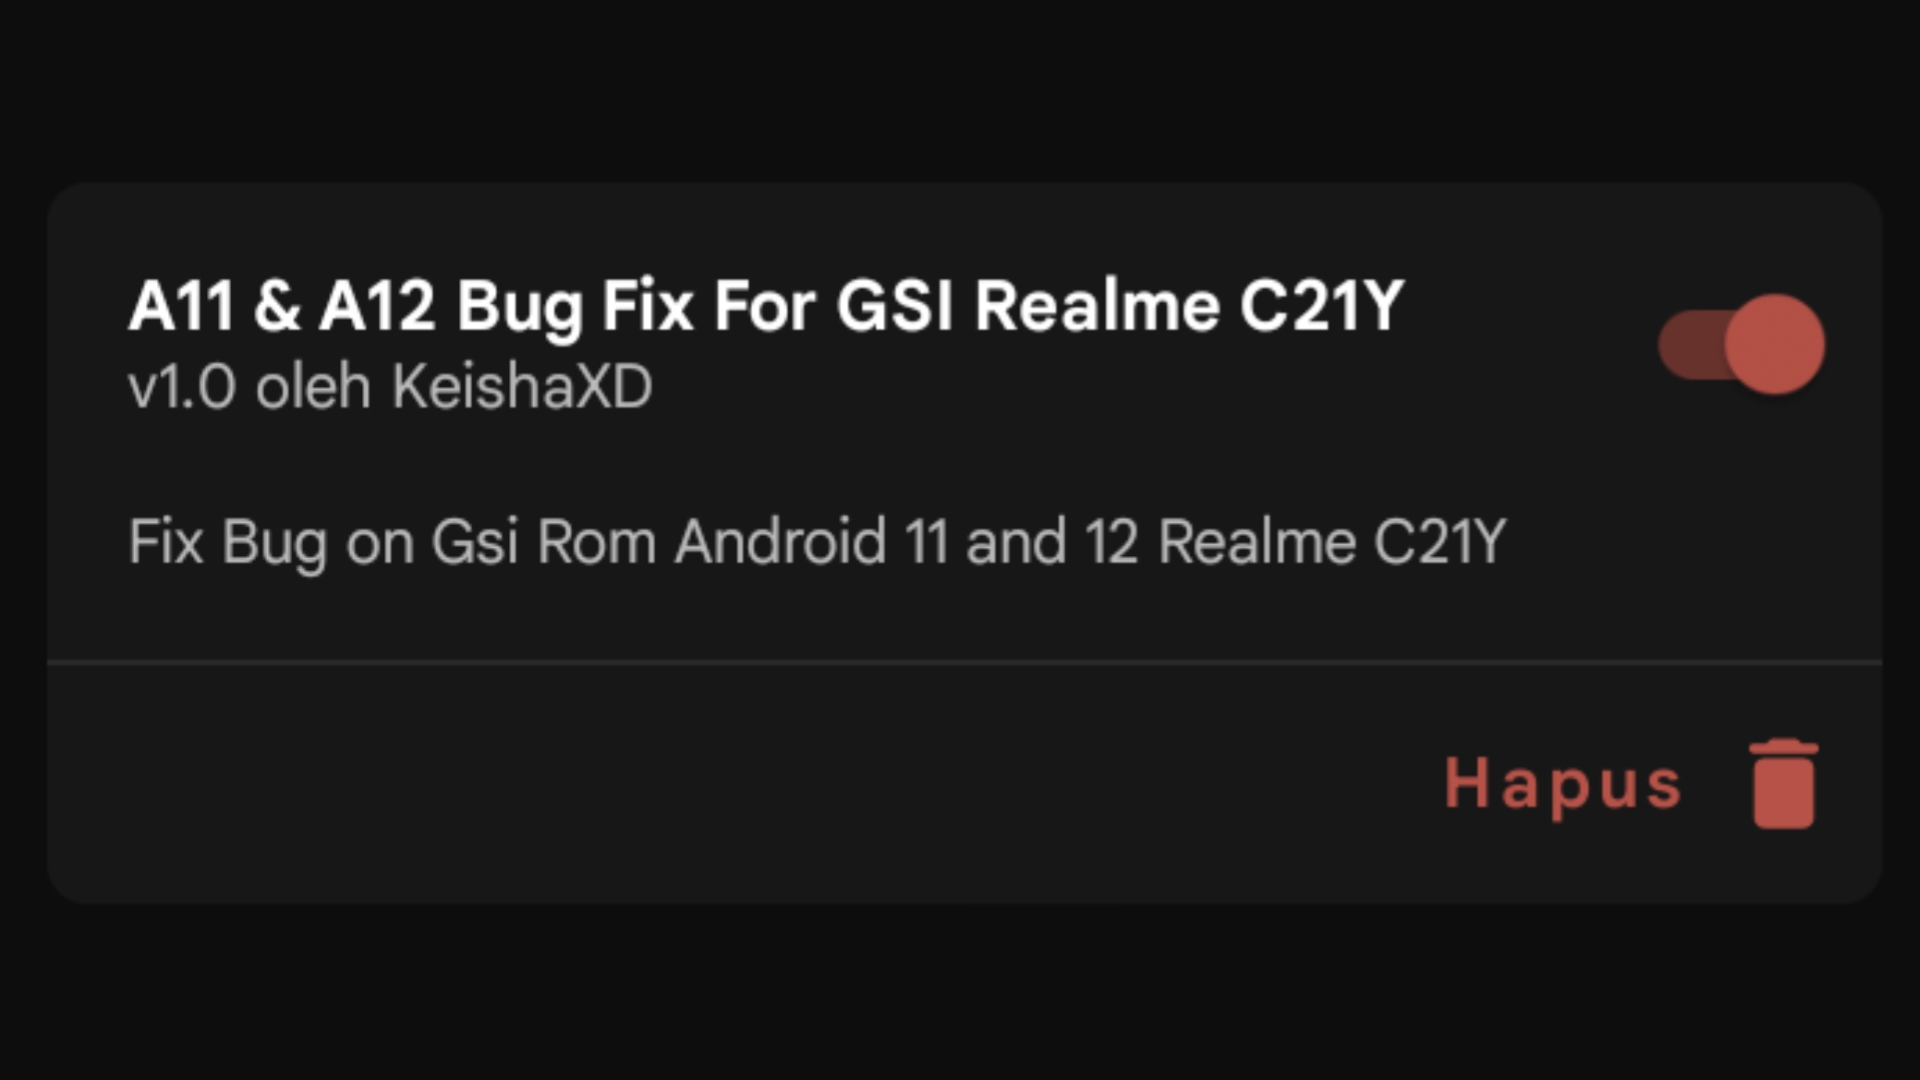 A11 & A12 Bug Fix For GSI Realme C21Y
v1.0 oleh KeishaXD
Fix Bug on Gsi Rom Android 11 and 12 Realme C21Y
Hapus